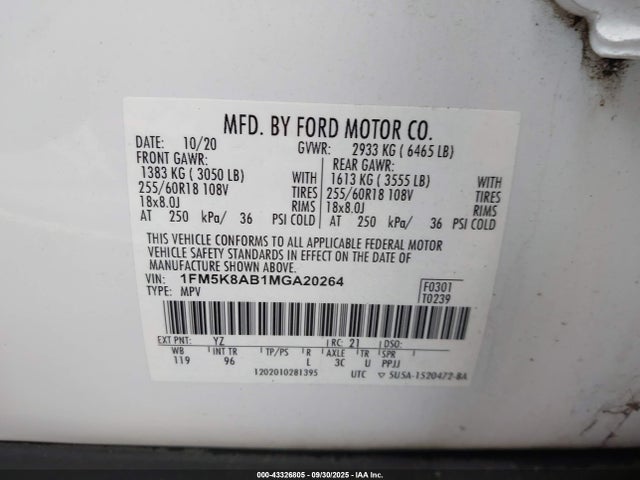 MFD. BY FORD MOTOR CO.
DATE: 10/20 GVWR: 2933 KG ( 6465 LB)
FRONT GAWR: REAR GAWR:
1383 KG ( 3050 LB) WITH 1613 KG ( 3555 LB) WITH
255/60R18 108V TIRES 255/60R18 108V TIRES
18x8.0J RIMS 18x8.0J RIMS
AT 250 kPa/ 36 PSI COLD AT 250 kPa/ 36 PSI COLD
THIS VEHICLE CONFORMS TO ALL APPLICABLE FEDERAL MOTOR
VEHICLE SAFETY STANDARDS IN EFFECT ON THE DATE OF
MANUFACTURE SHOWN ABOVE.
VIN: 1FM5K8AB1MGA20264 F0301
TYPE: MPV T0239
EXT PNT: YZ RC: 21 DSO:
WB INT TR TP/PS R AXLE TR SPR
119 96 L 3C U PPJJ
1202010281395 UTC ▽ 5U5A-1520472-BA
000-43326805 - 09/30/2025 - IAA Inc.